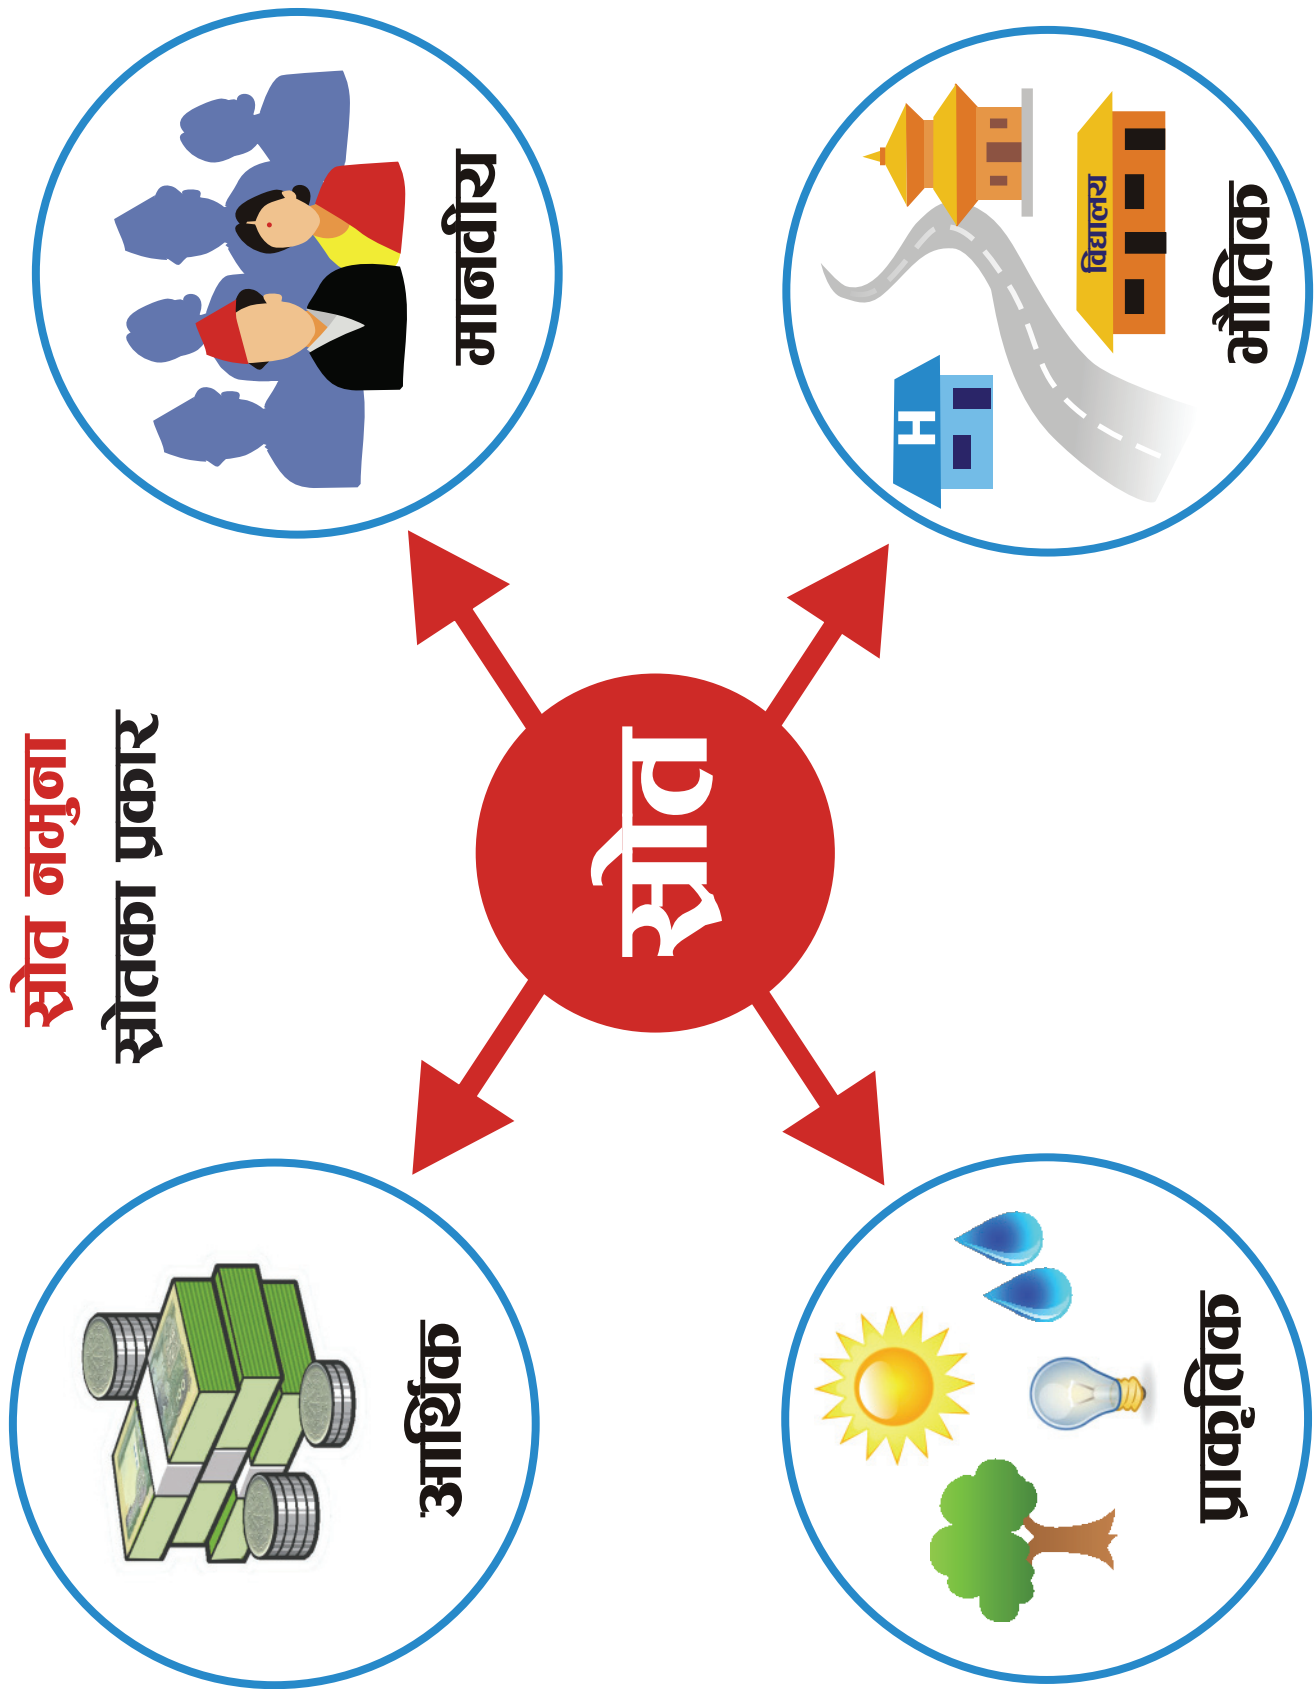 स्रोत नमुना
स्रोतका प्रकार
आर्थिक
मानवीय
स्रोत
प्राकृतिक
H
विद्यालय
भौतिक